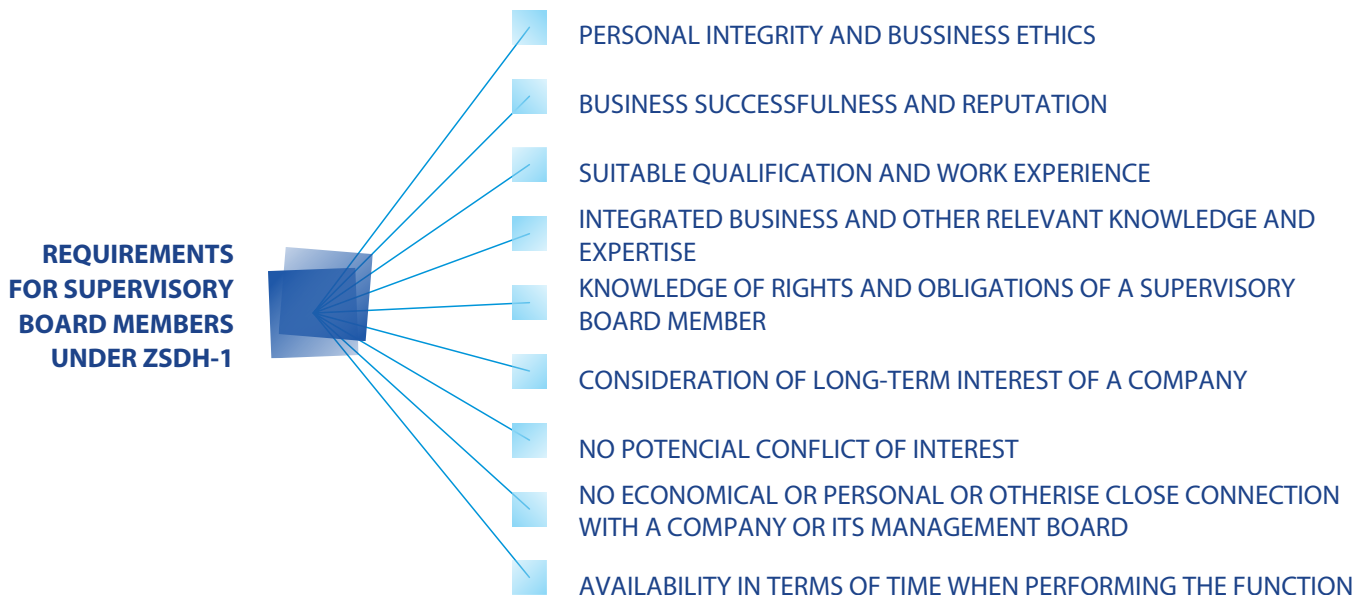 REQUIREMENTS
FOR SUPERVISORY
BOARD MEMBERS
UNDER ZSDH-1
PERSONAL INTEGRITY AND BUSSINESS ETHICS
BUSINESS SUCCESSFULNESS AND REPUTATION
SUITABLE QUALIFICATION AND WORK EXPERIENCE
INTEGRATED BUSINESS AND OTHER RELEVANT KNOWLEDGE AND
EXPERTISE
KNOWLEDGE OF RIGHTS AND OBLIGATIONS OF A SUPERVISORY
BOARD MEMBER
CONSIDERATION OF LONG-TERM INTEREST OF A COMPANY
NO POTENCIAL CONFLICT OF INTEREST
NO ECONOMICAL OR PERSONAL OR OTHERISE CLOSE CONNECTION
WITH A COMPANY OR ITS MANAGEMENT BOARD
AVAILABILITY IN TERMS OF TIME WHEN PERFORMING THE FUNCTION